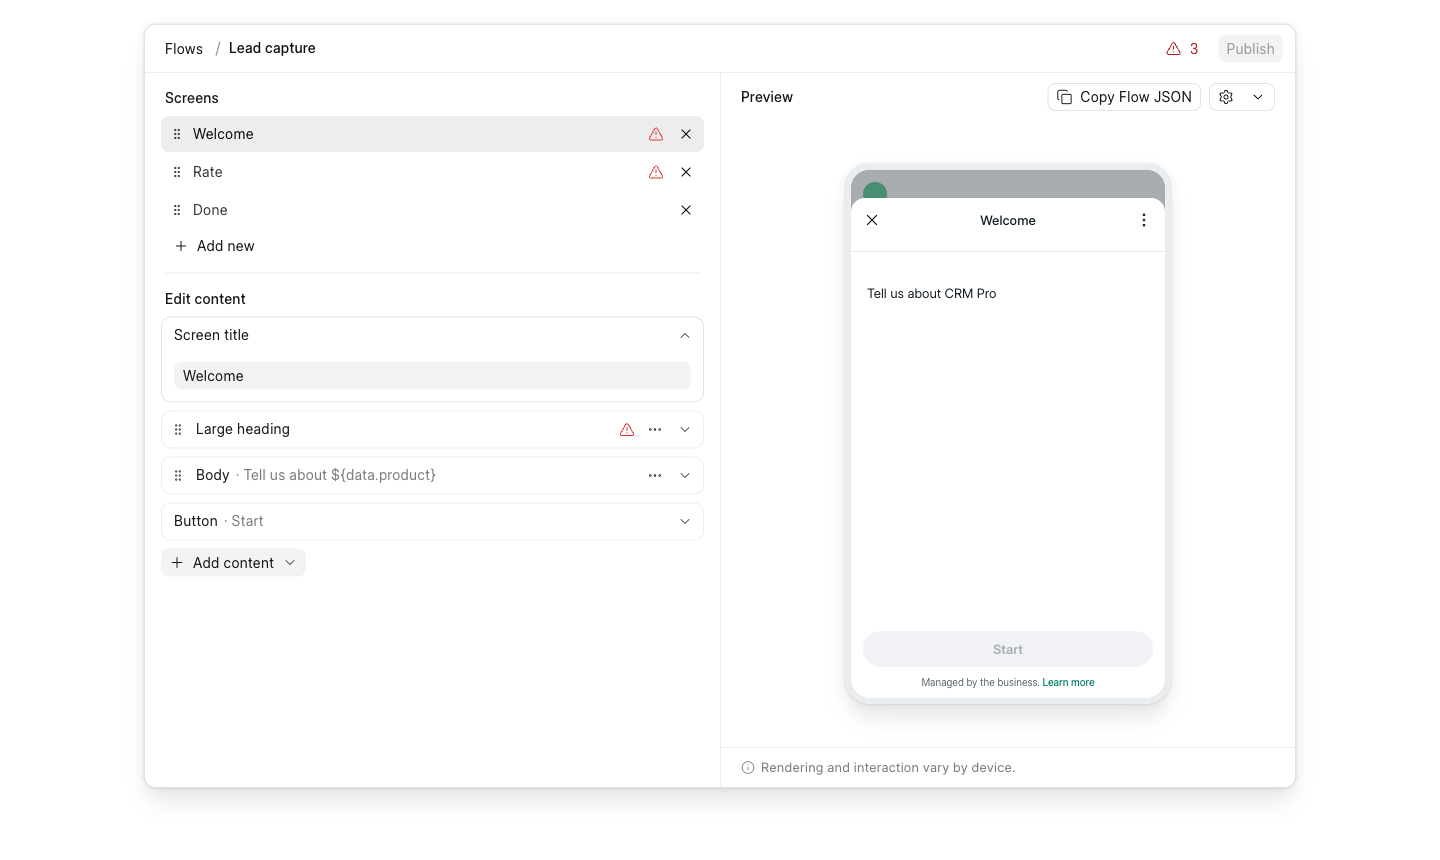 Flows / Lead capture
3
Publish
Screens
Welcome
Rate
Done
Add new
Edit content
Screen title
Welcome
Large heading
Body · Tell us about ${data.product}
Button · Start
Add content
Preview
Copy Flow JSON
Welcome
Tell us about CRM Pro
Start
Managed by the business. Learn more
Rendering and interaction vary by device.